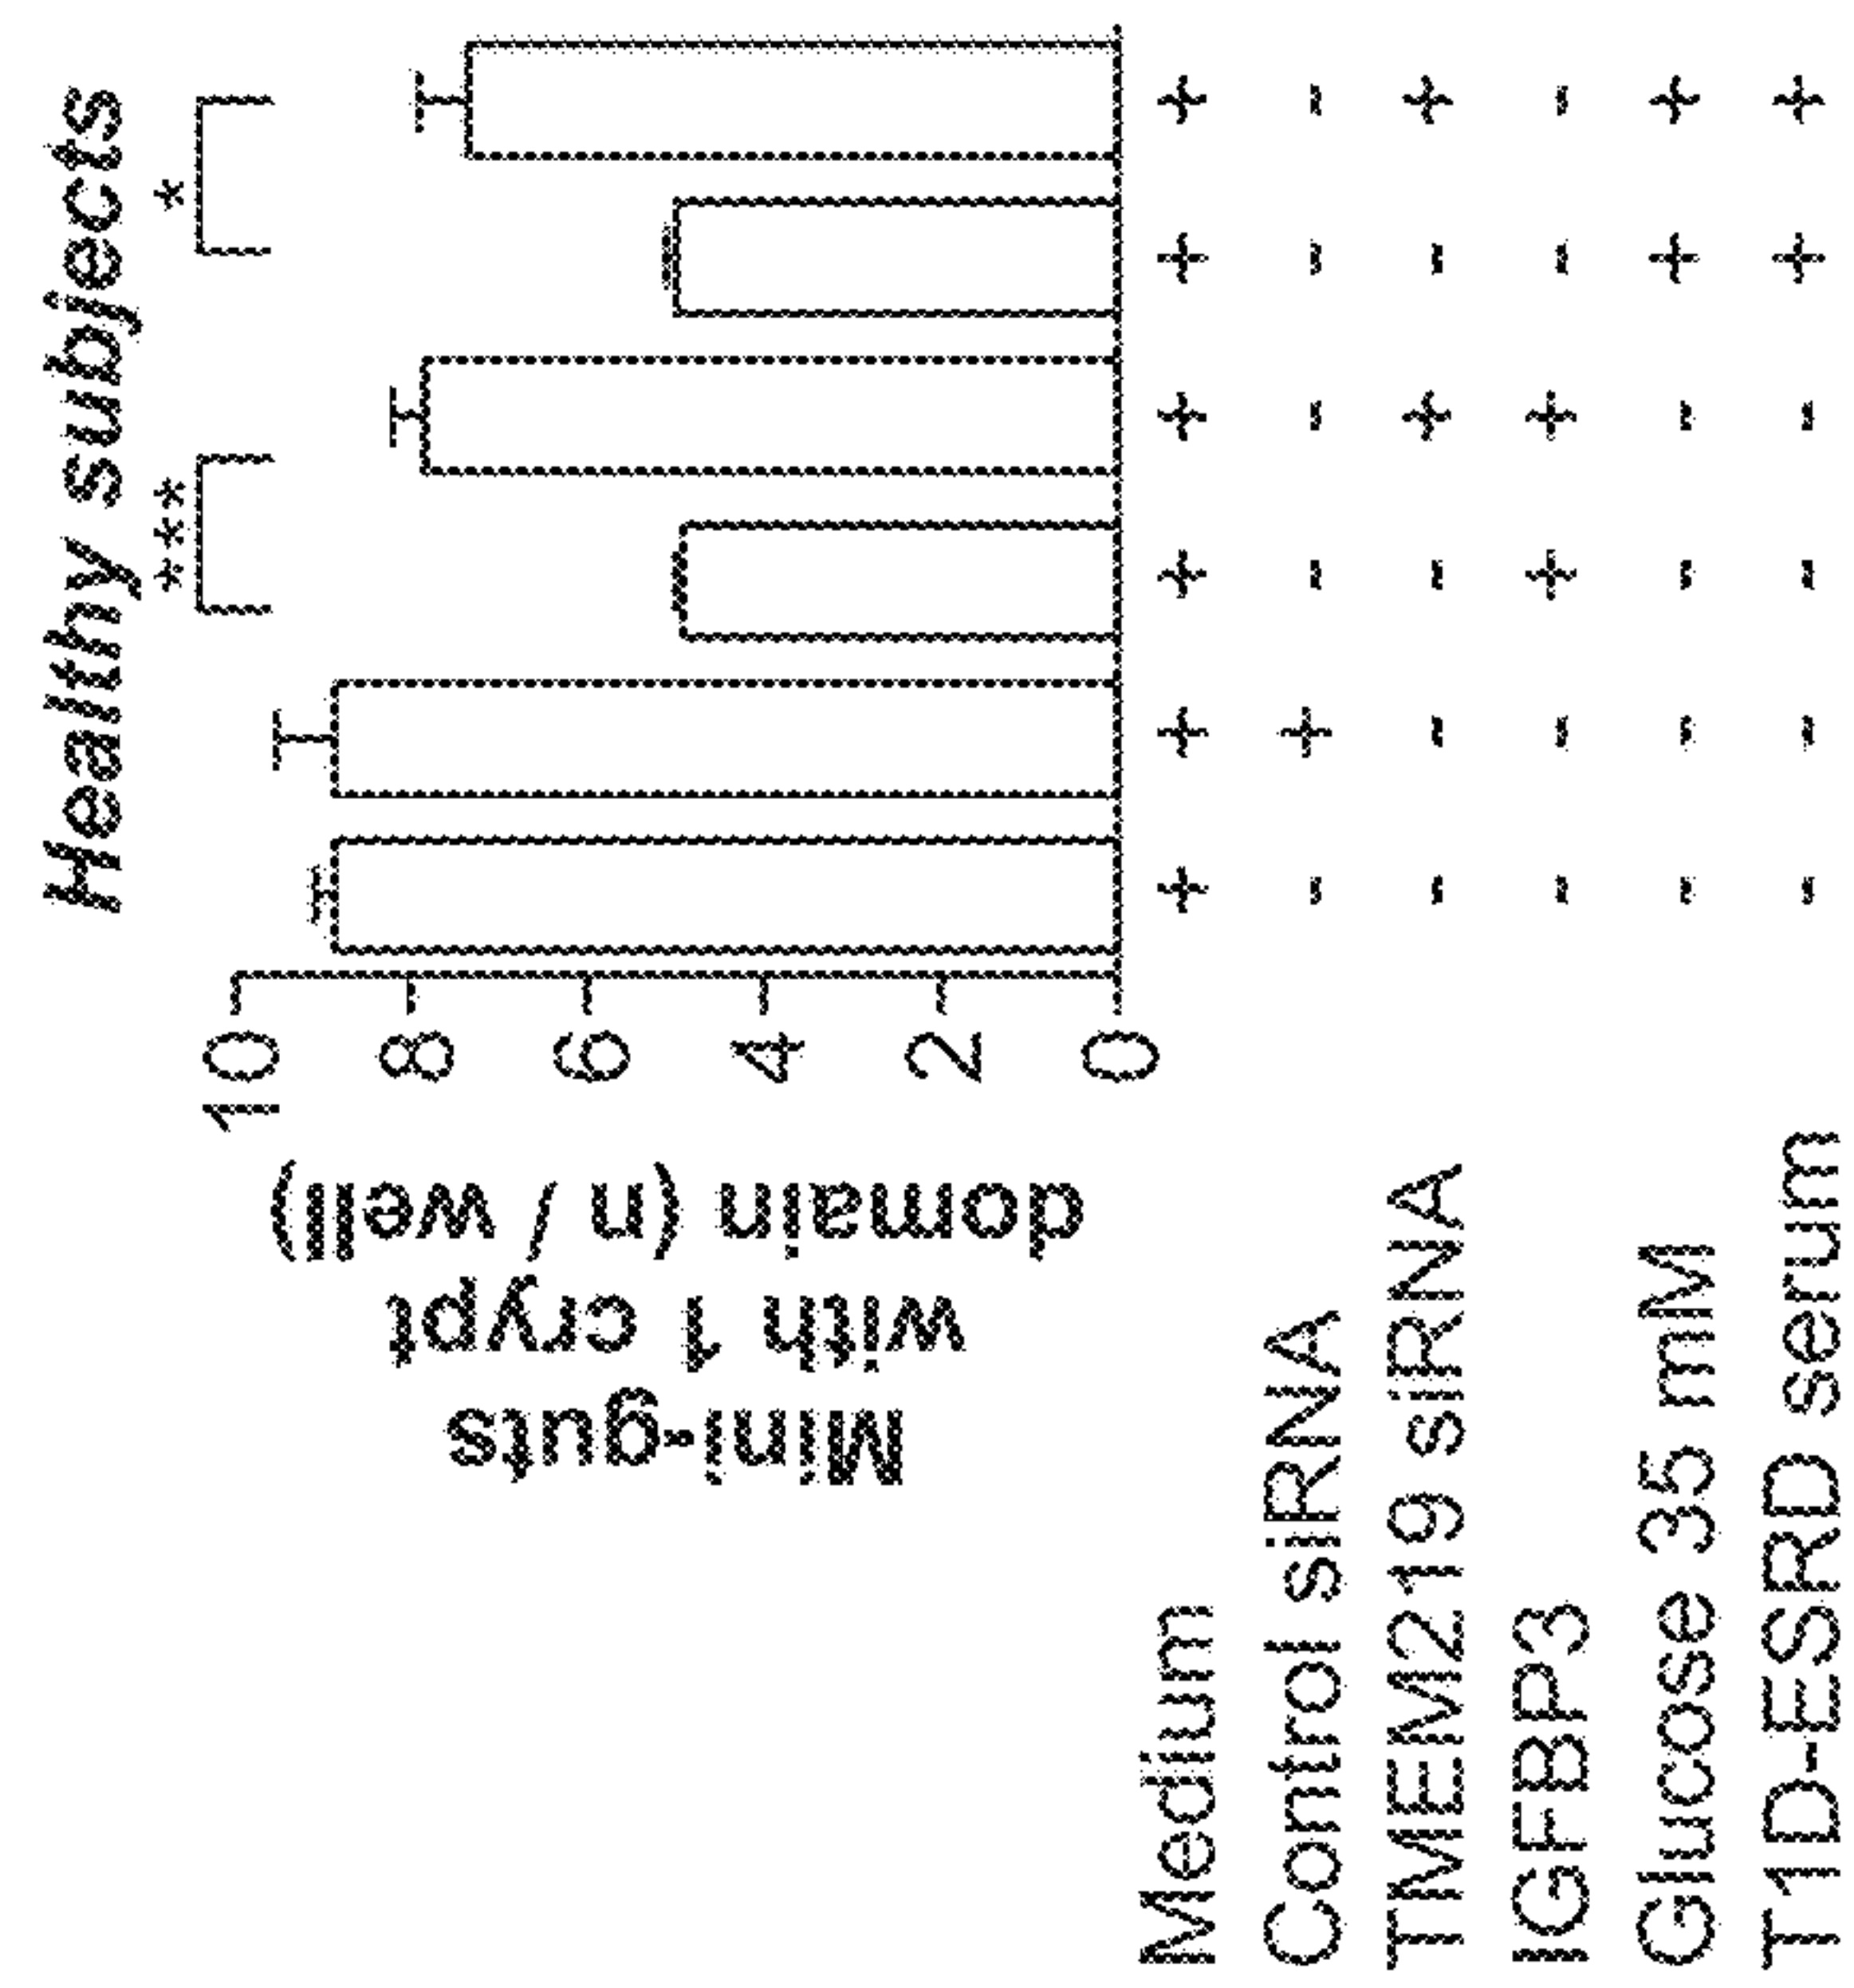 Healthy subjects
*** *
Mini-guts
with 1 crypt
domain (n / well)
10
8
6
4
2
0
Medium + + + + + +
Control siRNA - + - - - -
TMEM219 siRNA - - - + - +
IGFBP3 - - + + - -
Glucose 35 mM - - - - + +
T1D-ESRD serum - - - - + +